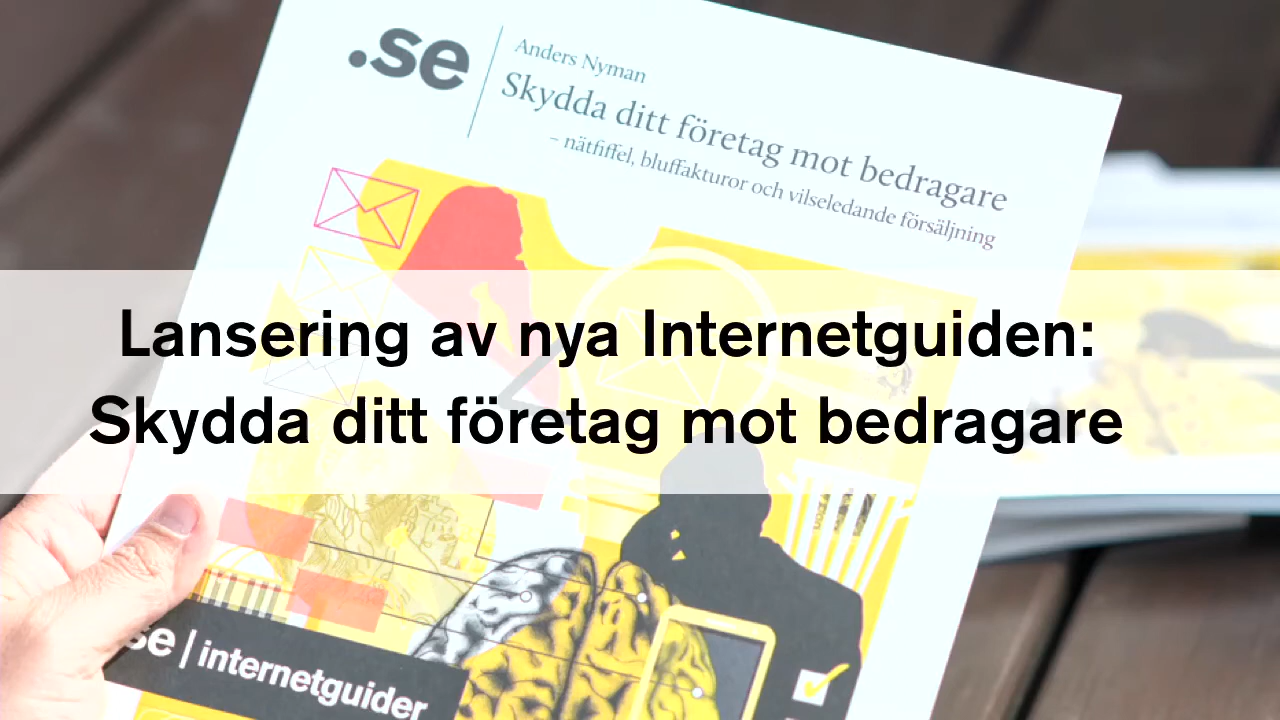 .se
Anders Nyman
Skydda ditt företag mot bedragare
– nätfiffel, bluffakturor och vilseledande försäljning
Lansering av nya Internetguiden:
Skydda ditt företag mot bedragare
se | internetguider